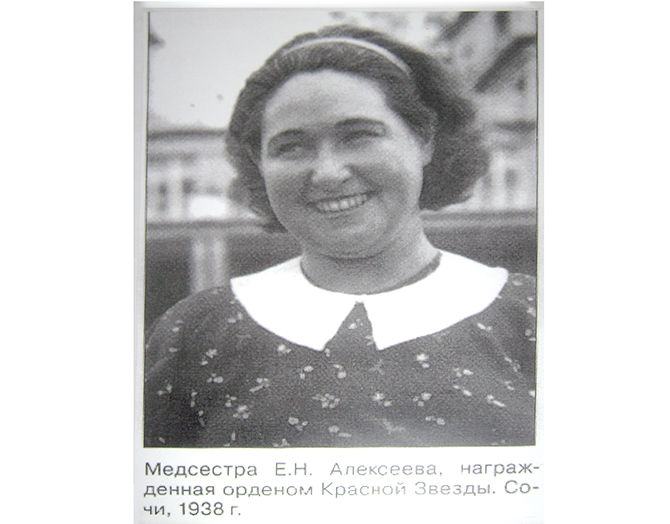 Медсестра Е.Н. Алексеева, награж-
денная орденом Красной Звезды. Со-
чи, 1938 г.